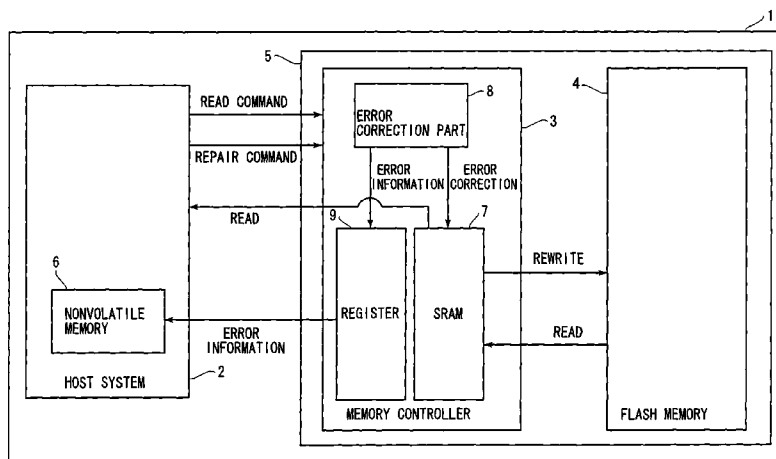 1
5
4
8
READ COMMAND
ERROR
CORRECTION PART
3
REPAIR COMMAND
ERROR
INFORMATION
ERROR
CORRECTION
READ
9
7
6
REWRITE
NONVOLATILE
MEMORY
REGISTER
SRAM
ERROR
INFORMATION
READ
HOST SYSTEM
2
MEMORY CONTROLLER
FLASH MEMORY